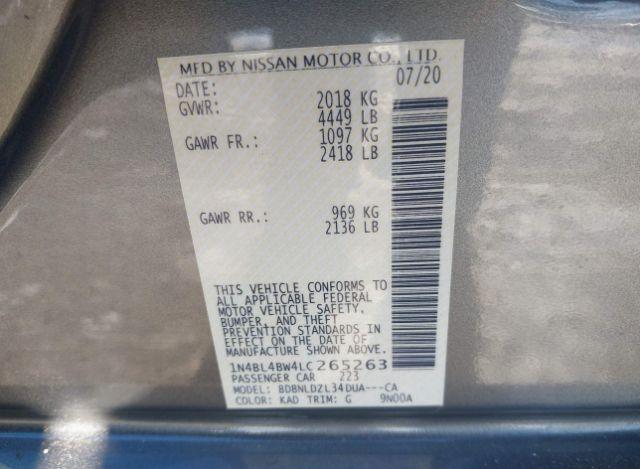 MFD BY NISSAN MOTOR CO., LTD.
DATE: 07/20
GVWR: 2018 KG
4449 LB
GAWR FR.: 1097 KG
2418 LB
GAWR RR.: 969 KG
2136 LB
THIS VEHICLE CONFORMS TO
ALL APPLICABLE FEDERAL
MOTOR VEHICLE SAFETY,
BUMPER, AND THEFT
PREVENTION STANDARDS IN
EFFECT ON THE DATE OF
MANUFACTURE SHOWN ABOVE.
1N4BL4BW4LC265263
PASSENGER CAR 223
MODEL: BDBNLDZL34DUA---CA
COLOR: KAD TRIM: G 9N00A